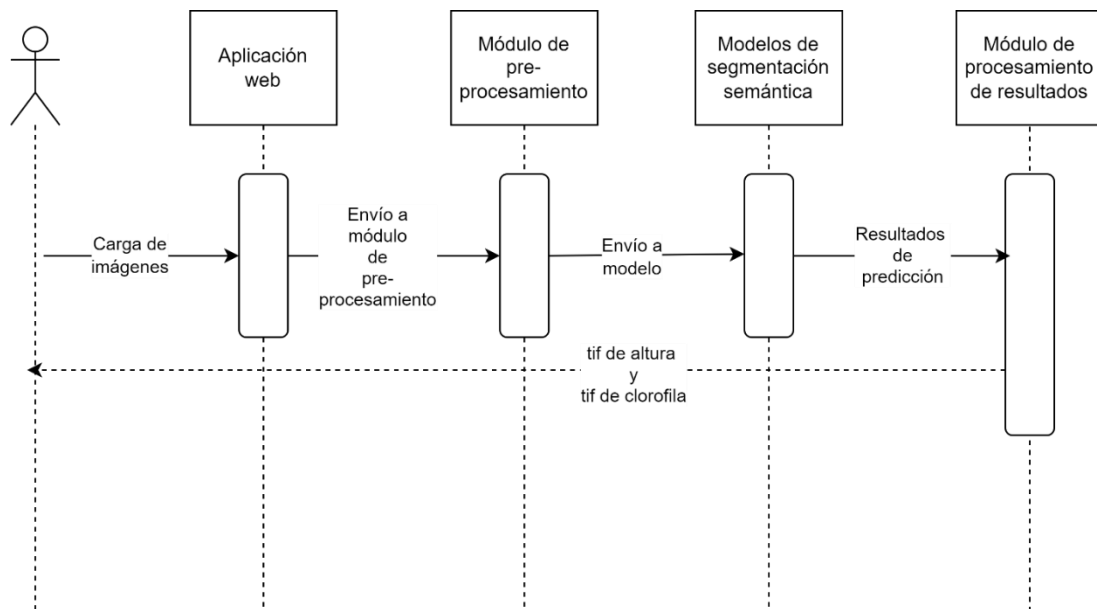 Aplicación
web
Módulo de
pre-
procesamiento
Modelos de
segmentación
semántica
Módulo de
procesamiento
de resultados
Carga de
imágenes
Envío a
módulo
de
pre-
procesamiento
Envío a
modelo
Resultados
de
predicción
tif de altura
y
tif de clorofila